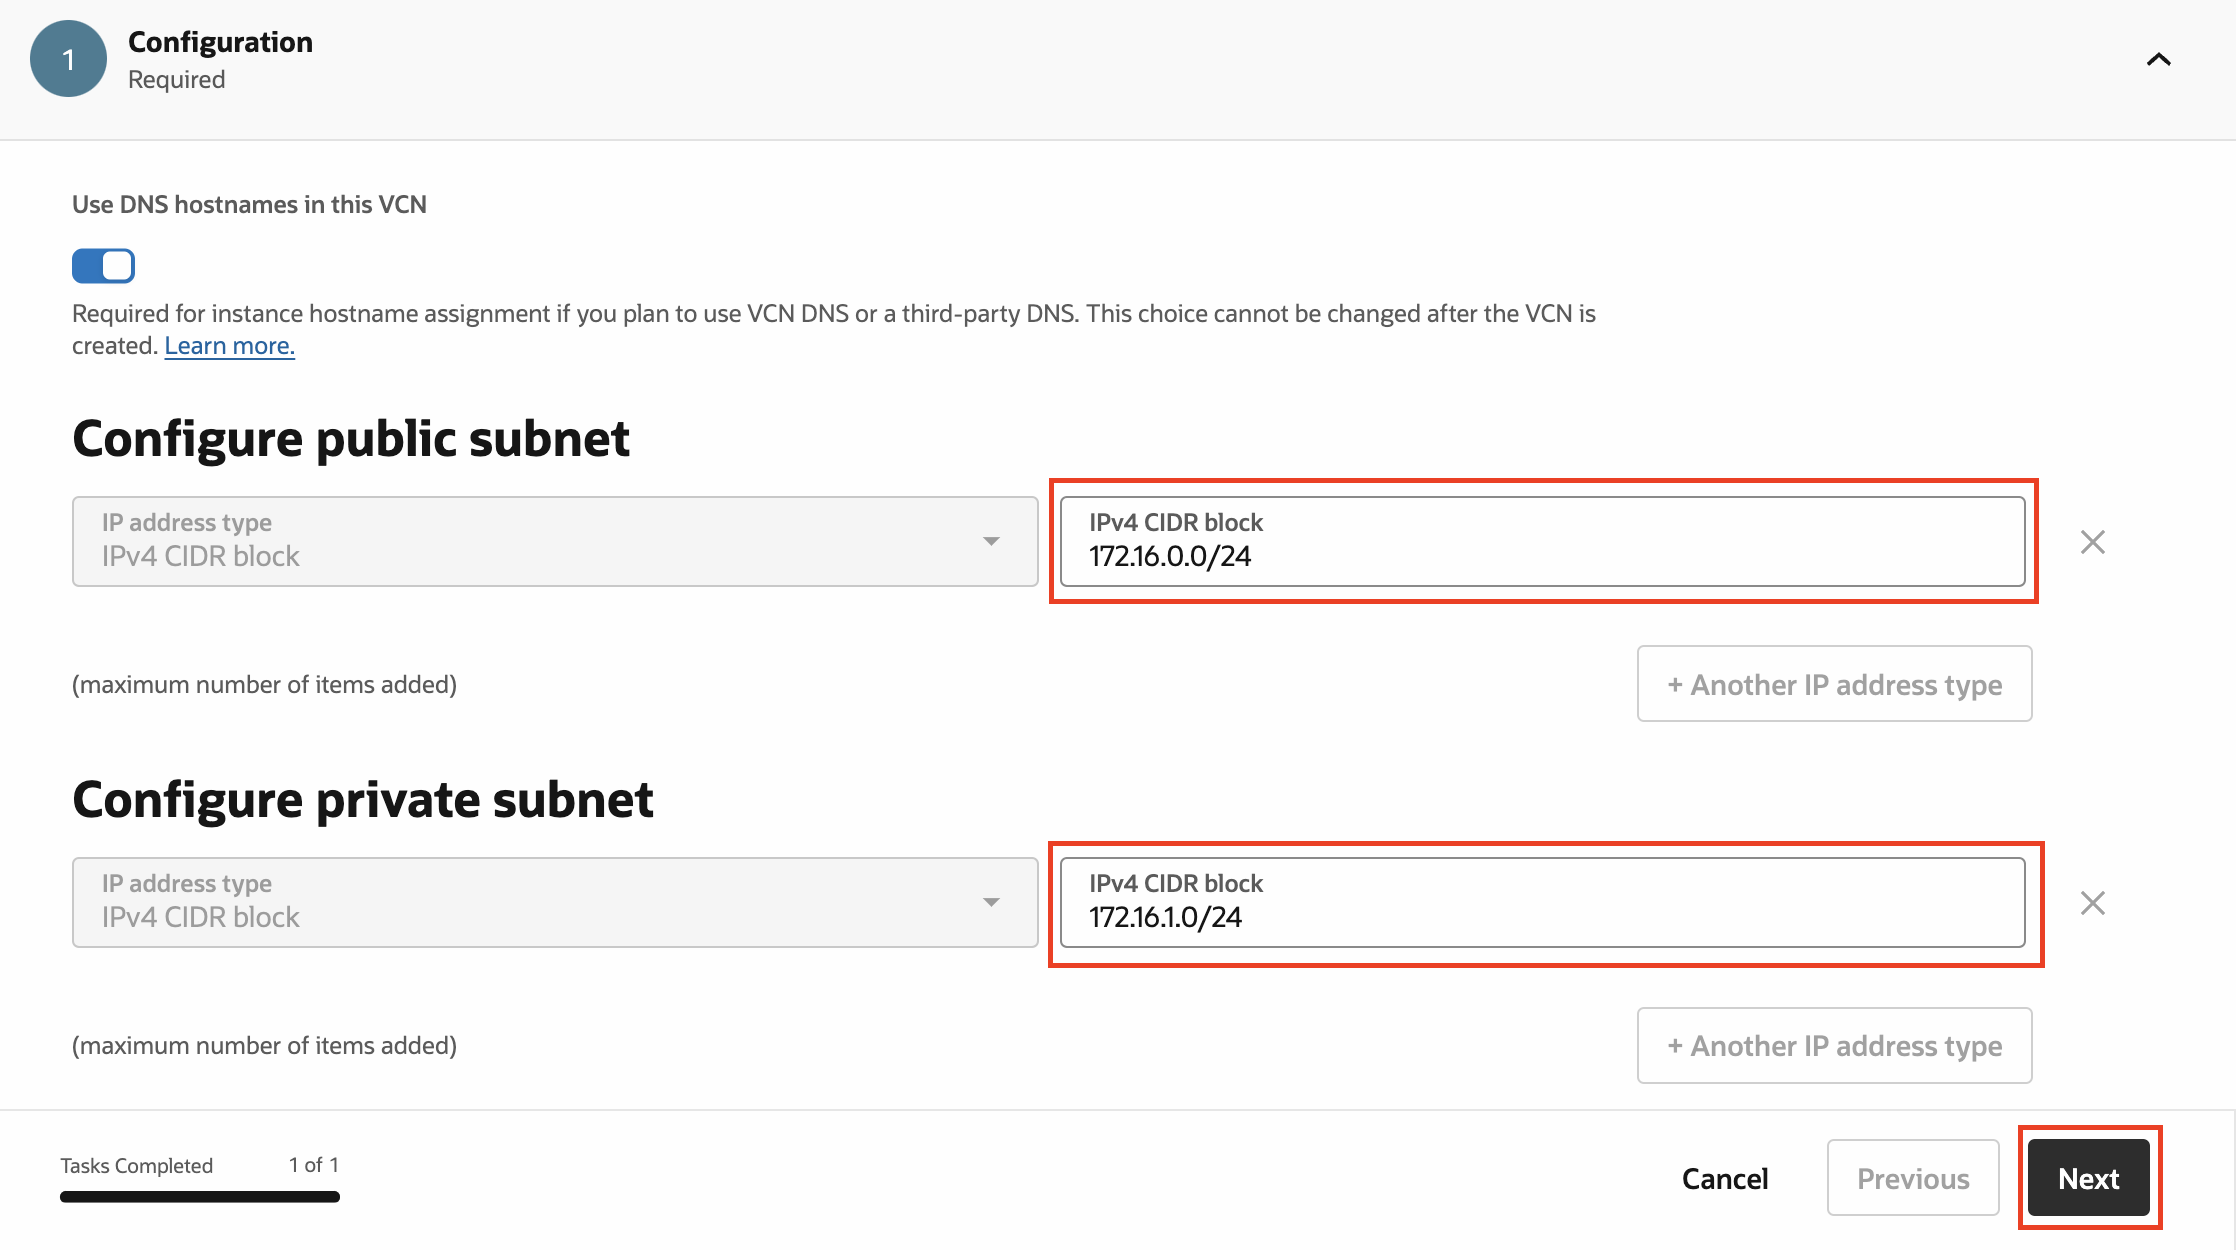 1
Configuration
Required
Use DNS hostnames in this VCN
Required for instance hostname assignment if you plan to use VCN DNS or a third-party DNS. This choice cannot be changed after the VCN is
created. Learn more.
Configure public subnet
IP address type
IPv4 CIDR block
IPv4 CIDR block
172.16.0.0/24
(maximum number of items added)
+ Another IP address type
Configure private subnet
IP address type
IPv4 CIDR block
IPv4 CIDR block
172.16.1.0/24
(maximum number of items added)
+ Another IP address type
Tasks Completed 1 of 1
Cancel
Previous
Next